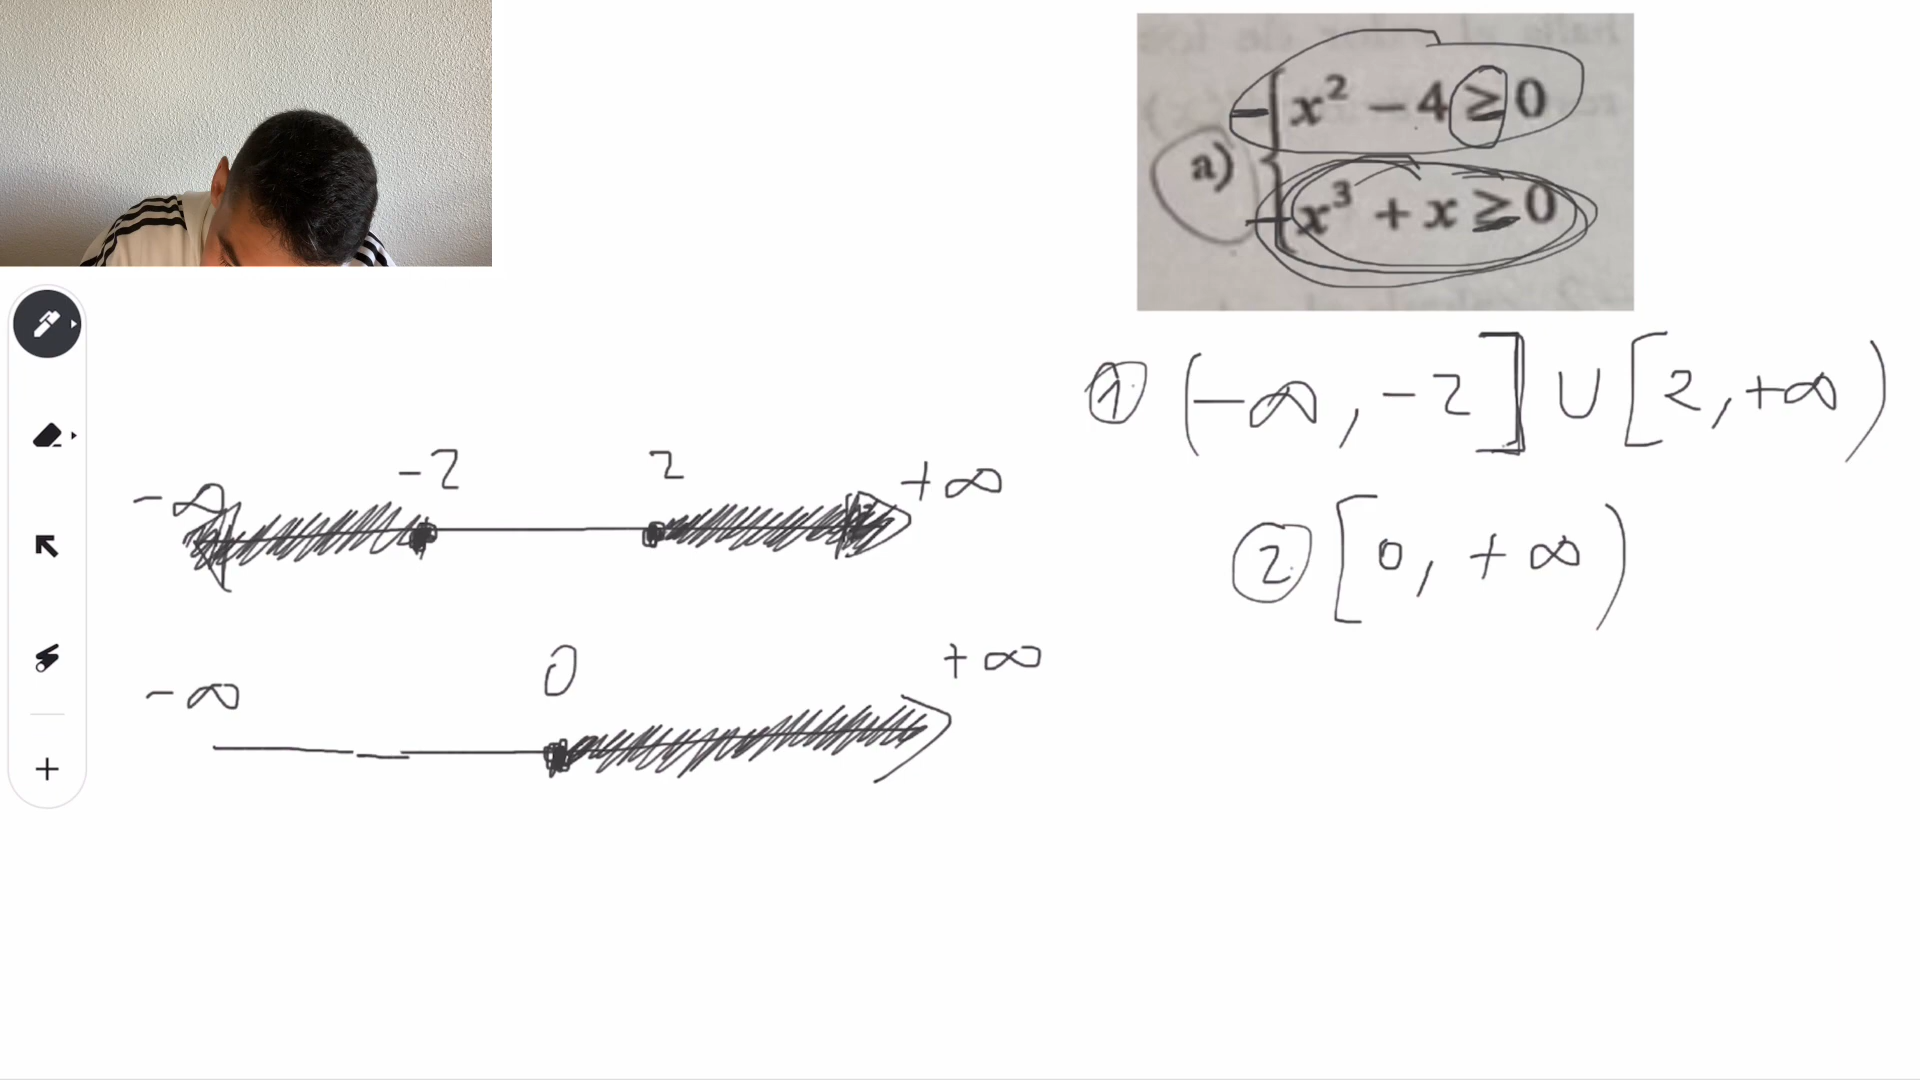 x² − 4 ≥ 0
a)
x³ + x ≥ 0
① (−∞, −2] ∪ [2, +∞)
−∞ −2 2 +∞
② [0, +∞)
−∞ 0 +∞